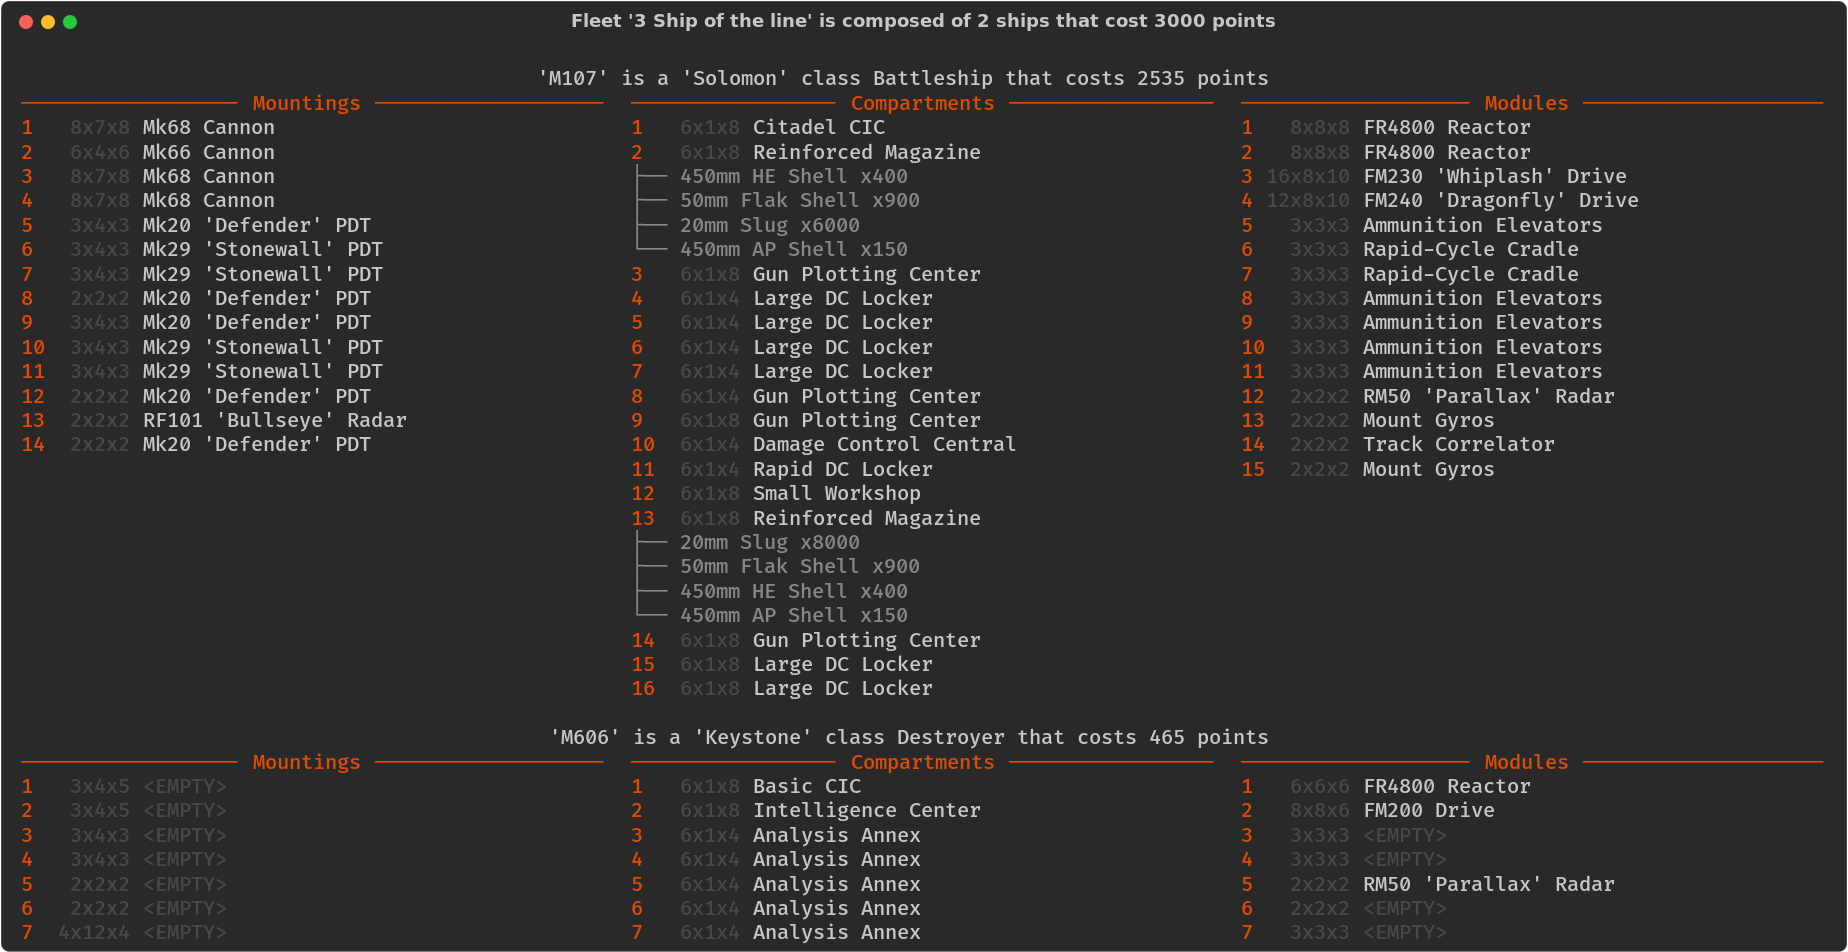 Fleet '3 Ship of the line' is composed of 2 ships that cost 3000 points
'M107' is a 'Solomon' class Battleship that costs 2535 points
Mountings
1 8x7x8 Mk68 Cannon
2 6x4x6 Mk66 Cannon
3 8x7x8 Mk68 Cannon
4 8x7x8 Mk68 Cannon
5 3x4x3 Mk20 'Defender' PDT
6 3x4x3 Mk29 'Stonewall' PDT
7 3x4x3 Mk29 'Stonewall' PDT
8 2x2x2 Mk20 'Defender' PDT
9 3x4x3 Mk20 'Defender' PDT
10 3x4x3 Mk29 'Stonewall' PDT
11 3x4x3 Mk29 'Stonewall' PDT
12 2x2x2 Mk20 'Defender' PDT
13 2x2x2 RF101 'Bullseye' Radar
14 2x2x2 Mk20 'Defender' PDT
Compartments
1 6x1x8 Citadel CIC
2 6x1x8 Reinforced Magazine
├── 450mm HE Shell x400
├── 50mm Flak Shell x900
├── 20mm Slug x6000
└── 450mm AP Shell x150
3 6x1x8 Gun Plotting Center
4 6x1x4 Large DC Locker
5 6x1x4 Large DC Locker
6 6x1x4 Large DC Locker
7 6x1x4 Large DC Locker
8 6x1x4 Gun Plotting Center
9 6x1x8 Gun Plotting Center
10 6x1x4 Damage Control Central
11 6x1x4 Rapid DC Locker
12 6x1x8 Small Workshop
13 6x1x8 Reinforced Magazine
├── 20mm Slug x8000
├── 50mm Flak Shell x900
├── 450mm HE Shell x400
└── 450mm AP Shell x150
14 6x1x8 Gun Plotting Center
15 6x1x8 Large DC Locker
16 6x1x8 Large DC Locker
Modules
1 8x8x8 FR4800 Reactor
2 8x8x8 FR4800 Reactor
3 16x8x10 FM230 'Whiplash' Drive
4 12x8x10 FM240 'Dragonfly' Drive
5 3x3x3 Ammunition Elevators
6 3x3x3 Rapid-Cycle Cradle
7 3x3x3 Rapid-Cycle Cradle
8 3x3x3 Ammunition Elevators
9 3x3x3 Ammunition Elevators
10 3x3x3 Ammunition Elevators
11 3x3x3 Ammunition Elevators
12 2x2x2 RM50 'Parallax' Radar
13 2x2x2 Mount Gyros
14 2x2x2 Track Correlator
15 2x2x2 Mount Gyros
'M606' is a 'Keystone' class Destroyer that costs 465 points
Mountings
1 3x4x5 <EMPTY>
2 3x4x5 <EMPTY>
3 3x4x3 <EMPTY>
4 3x4x3 <EMPTY>
5 2x2x2 <EMPTY>
6 2x2x2 <EMPTY>
7 4x12x4 <EMPTY>
Compartments
1 6x1x8 Basic CIC
2 6x1x8 Intelligence Center
3 6x1x4 Analysis Annex
4 6x1x4 Analysis Annex
5 6x1x4 Analysis Annex
6 6x1x4 Analysis Annex
7 6x1x4 Analysis Annex
Modules
1 6x6x6 FR4800 Reactor
2 8x8x6 FM200 Drive
3 3x3x3 <EMPTY>
4 3x3x3 <EMPTY>
5 2x2x2 RM50 'Parallax' Radar
6 2x2x2 <EMPTY>
7 3x3x3 <EMPTY>